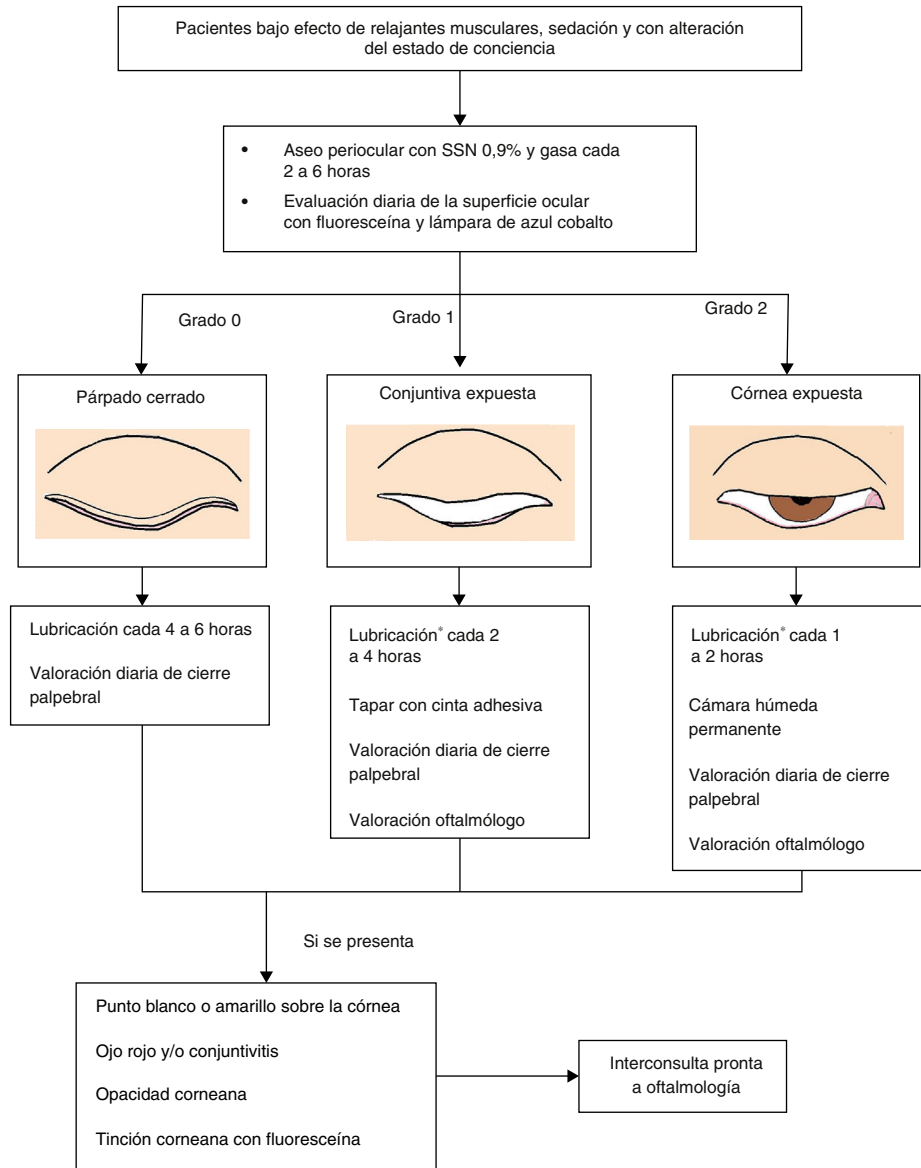 Pacientes bajo efecto de relajantes musculares, sedación y con alteración
del estado de conciencia
• Aseo periocular con SSN 0,9% y gasa cada
2 a 6 horas
• Evaluación diaria de la superficie ocular
con fluoresceína y lámpara de azul cobalto
Grado 0
Grado 1
Grado 2
Párpado cerrado
Conjuntiva expuesta
Córnea expuesta
Lubricación cada 4 a 6 horas
Valoración diaria de cierre
palpebral
Lubricación* cada 2
a 4 horas
Tapar con cinta adhesiva
Valoración diaria de cierre
palpebral
Valoración oftalmólogo
Lubricación* cada 1
a 2 horas
Cámara húmeda
permanente
Valoración diaria de cierre
palpebral
Valoración oftalmólogo
Si se presenta
Punto blanco o amarillo sobre la córnea
Ojo rojo y/o conjuntivitis
Opacidad corneana
Tinción corneana con fluoresceína
Interconsulta pronta
a oftalmología